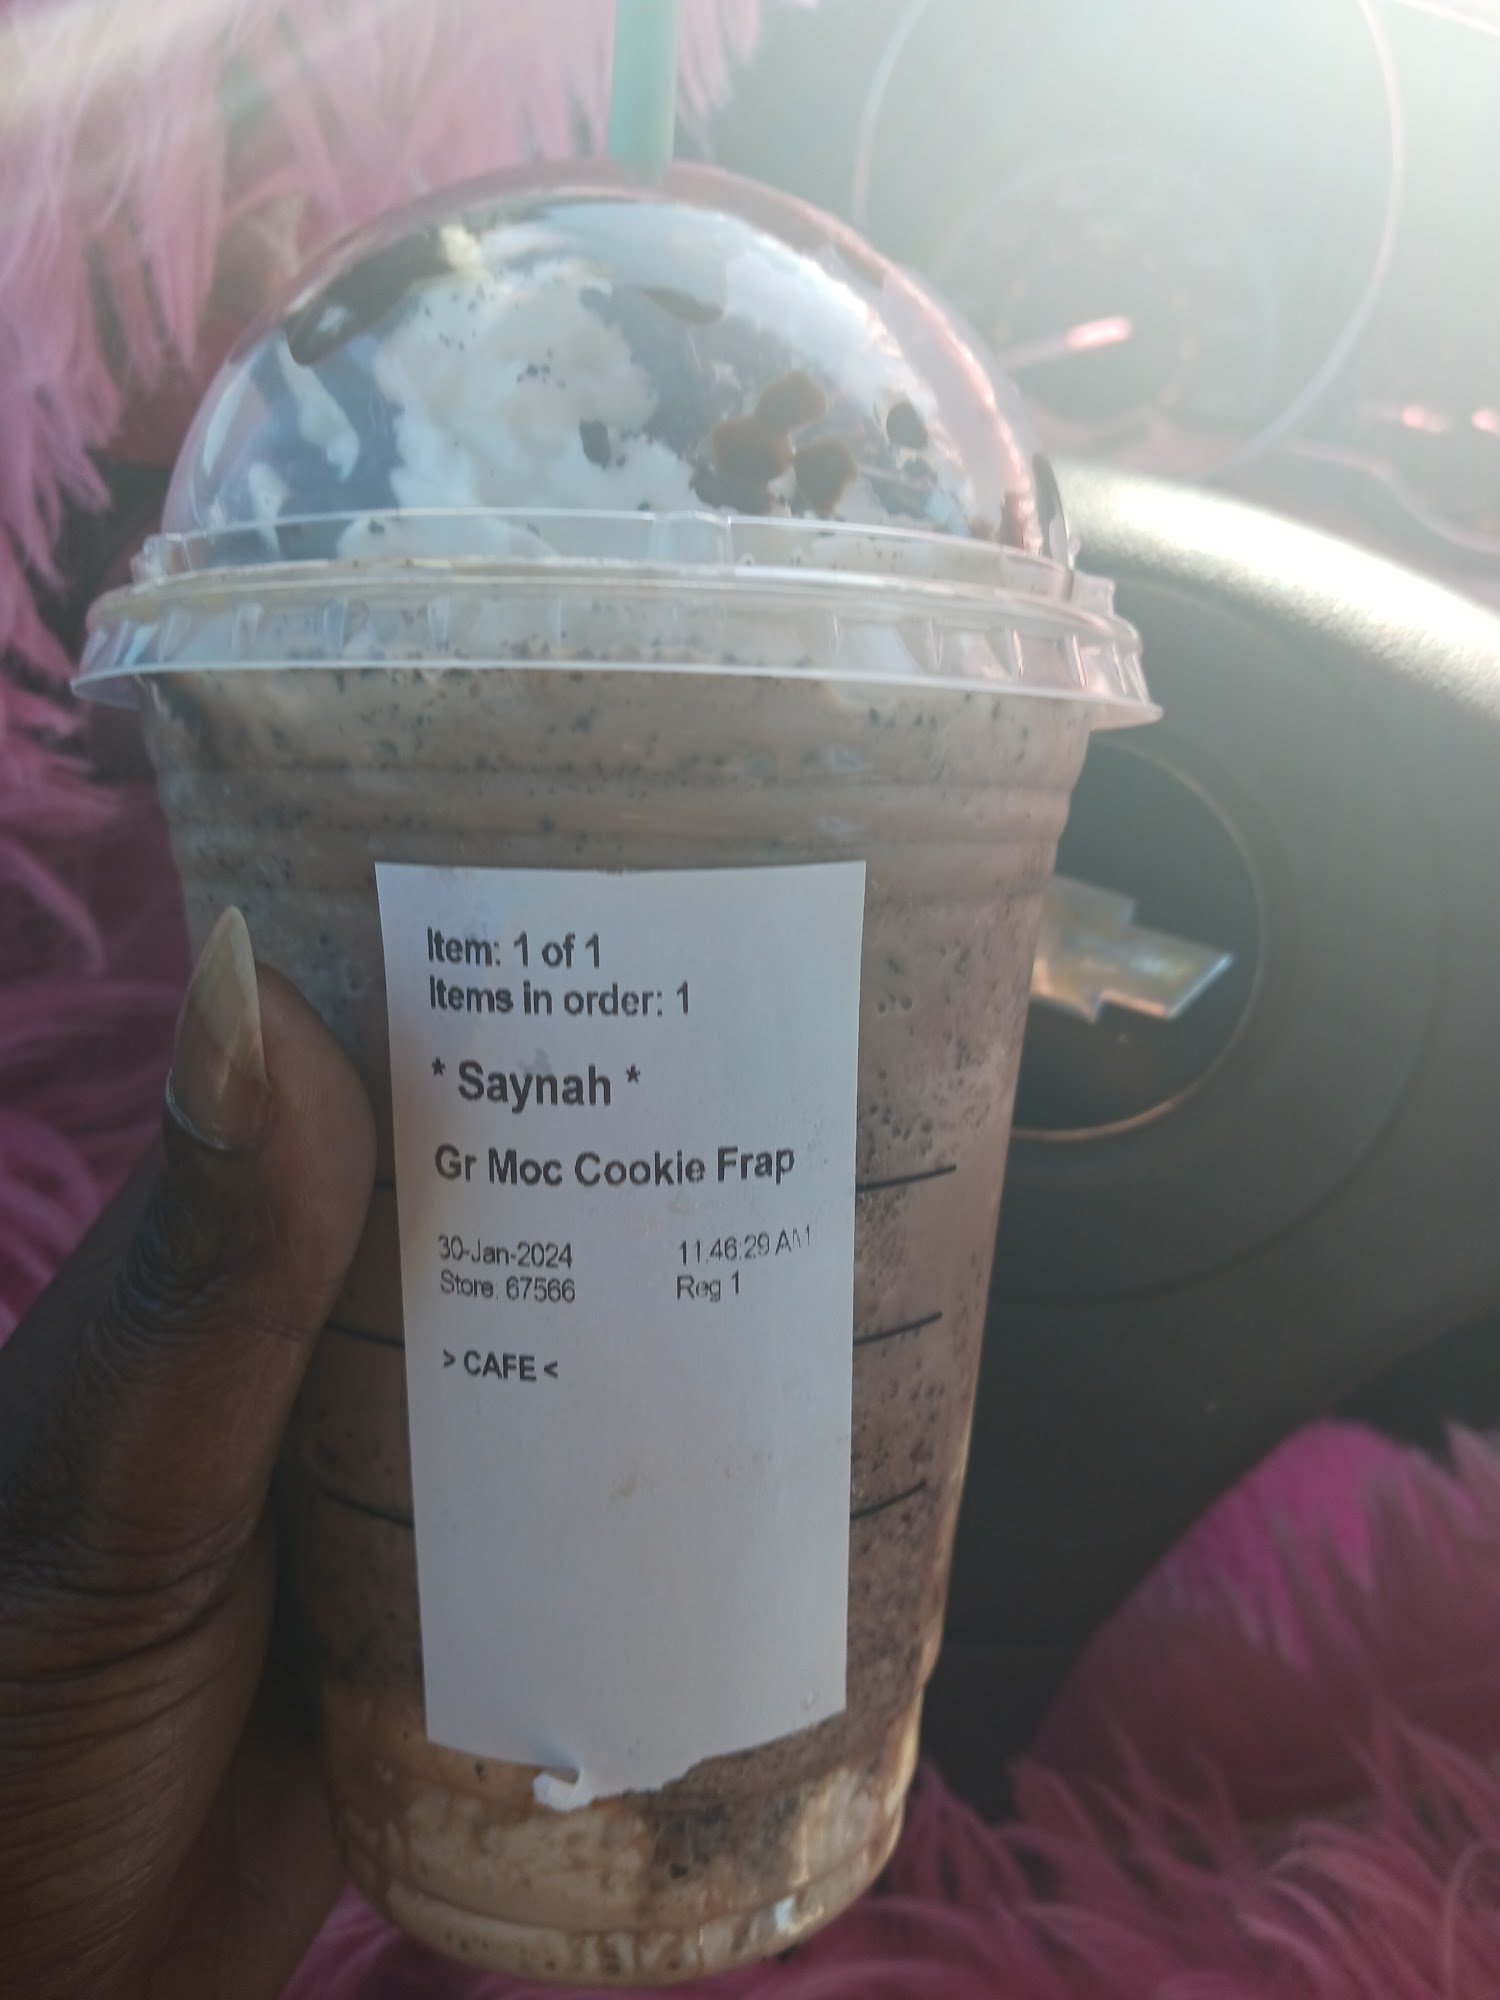 Item: 1 of 1
Items in order: 1
* Saynah *
Gr Moc Cookie Frap
30-Jan-2024 11:46:29 AM
Store: 67566 Reg 1
> CAFE <